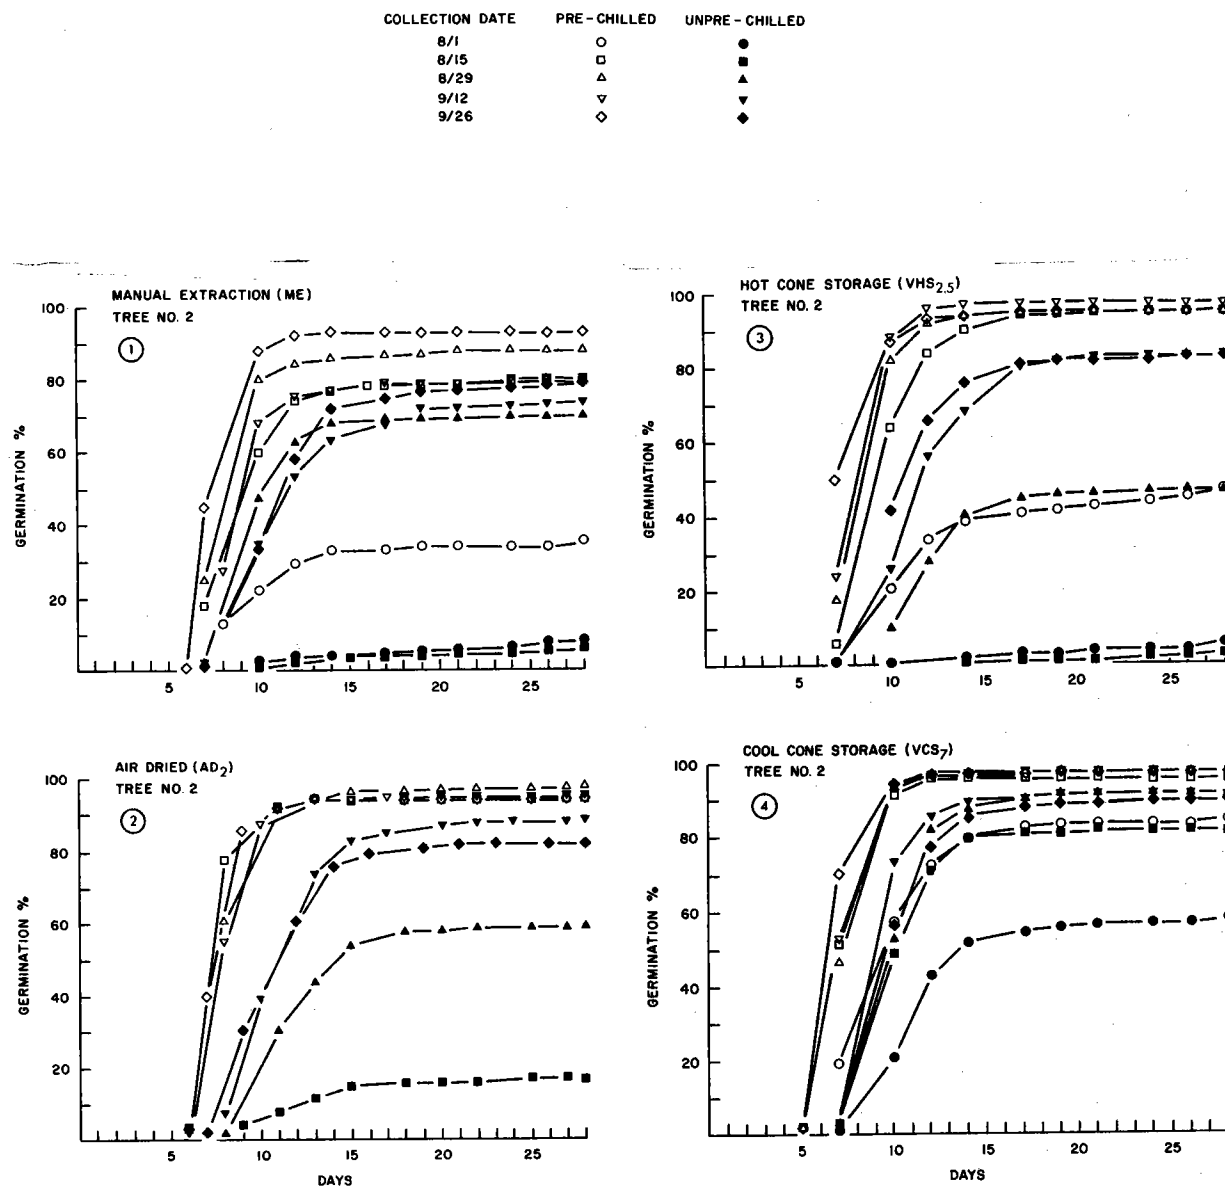 COLLECTION DATE PRE-CHILLED UNPRE-CHILLED
8/1
8/15
8/29
9/12
9/26
MANUAL EXTRACTION (ME)
TREE NO. 2
1
GERMINATION %
100
80
60
40
20
5 10 15 20 25
HOT CONE STORAGE (VHS2.5)
TREE NO. 2
3
GERMINATION %
100
80
60
40
20
5 10 15 20 25
AIR DRIED (AD2)
TREE NO. 2
2
GERMINATION %
100
80
60
40
20
5 10 15 20 25
DAYS
COOL CONE STORAGE (VCS7)
TREE NO. 2
4
GERMINATION %
100
80
60
40
20
5 10 15 20 25
DAYS